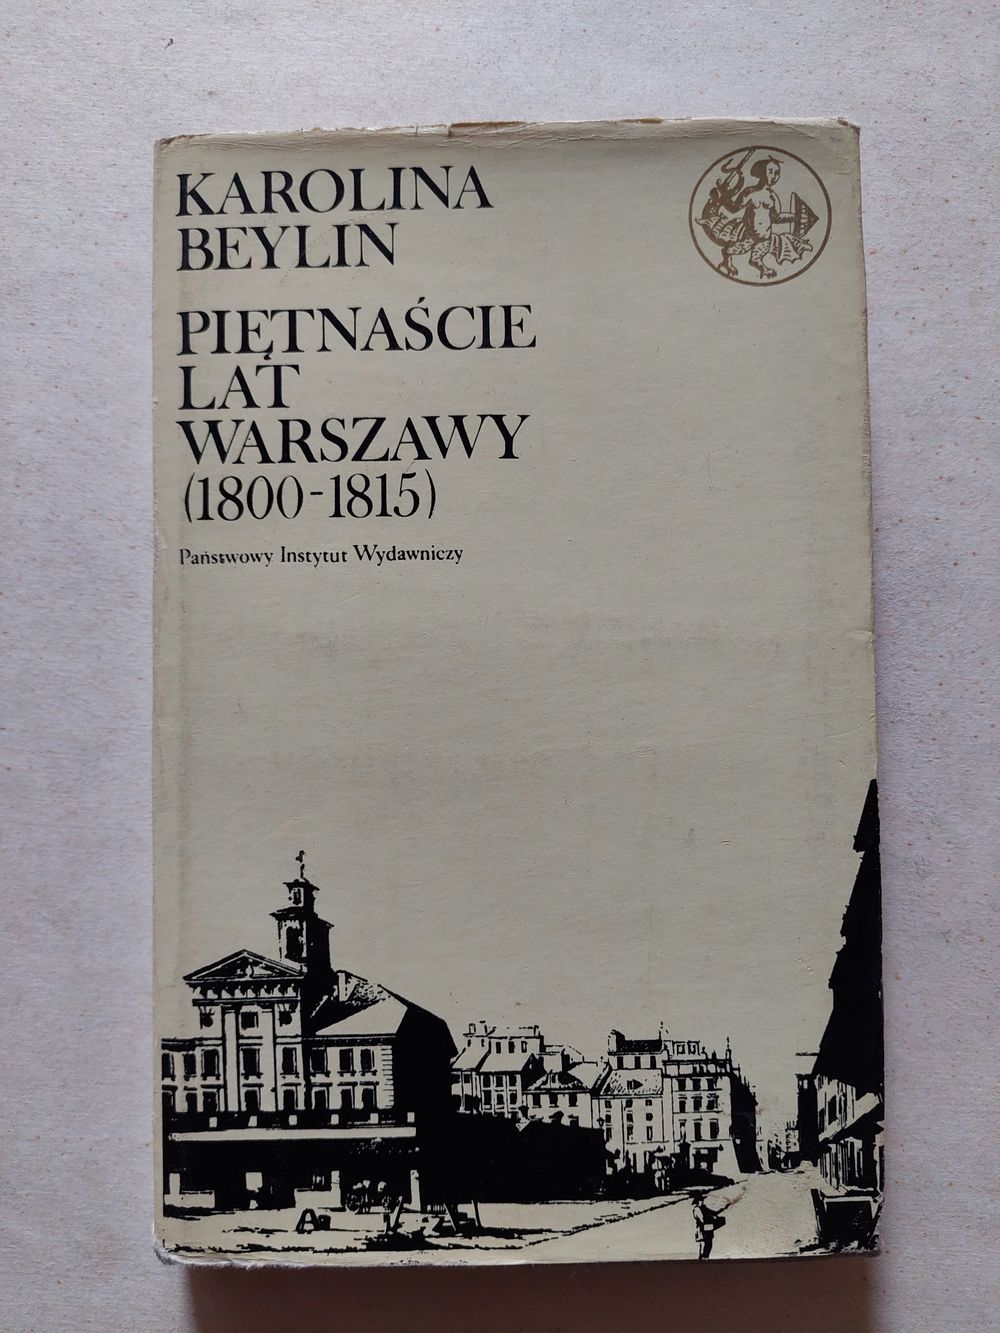 KAROLINA
BEYLIN
PIĘTNAŚCIE
LAT
WARSZAWY
(1800-1815)
Państwowy Instytut Wydawniczy